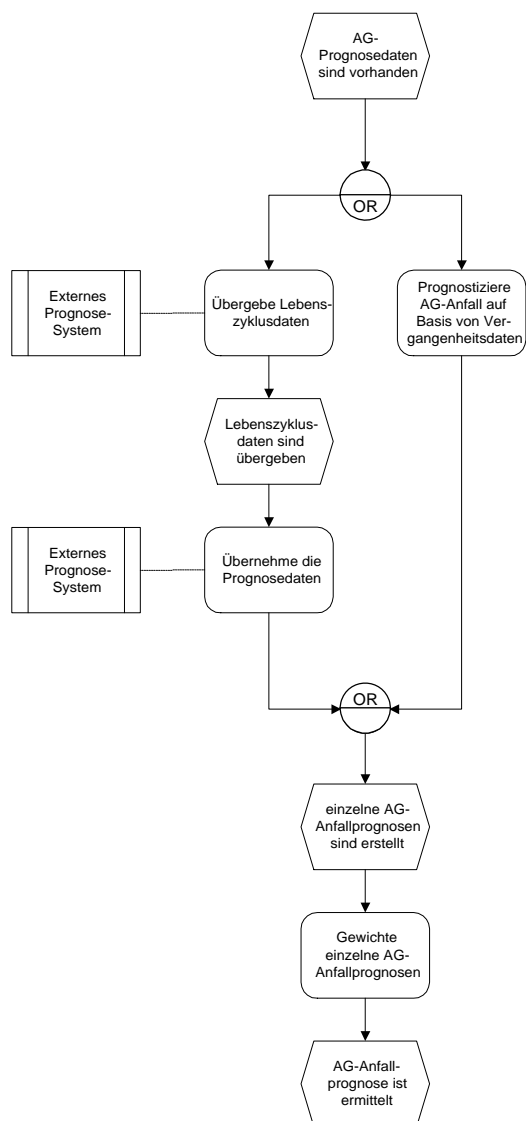 AG-
Prognosedaten
sind vorhanden
OR
Externes
Prognose-
System
Übergebe Lebens-
zyklusdaten
Prognostiziere
AG-Anfall auf
Basis von Ver-
gangenheitsdaten
Lebenszyklus-
daten sind
übergeben
Externes
Prognose-
System
Übernehme die
Prognosedaten
OR
einzelne AG-
Anfallprognosen
sind erstellt
Gewichte
einzelne AG-
Anfallprognosen
AG-Anfall-
prognose ist
ermittelt